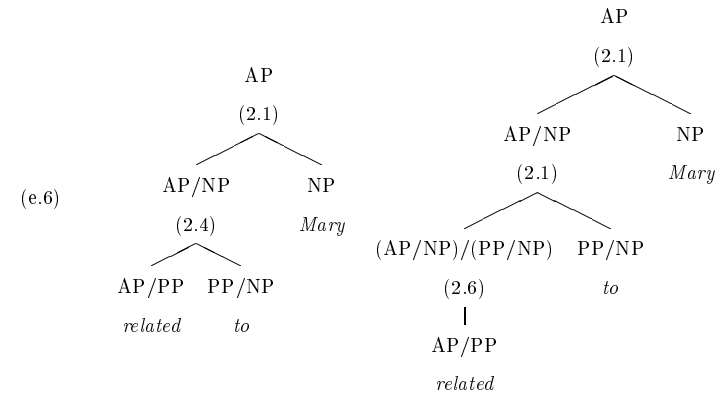 AP
(2.1)
AP
(2.1)
AP/NP NP
(2.1) Mary
AP/NP NP
(e.6)
(2.4) Mary
(AP/NP)/(PP/NP) PP/NP
AP/PP PP/NP
(2.6) to
related to
AP/PP
related